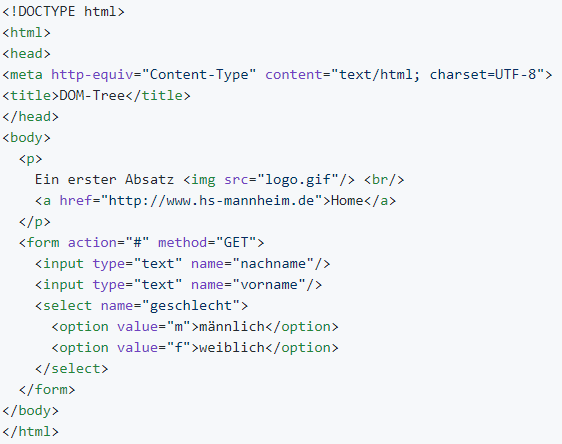 <!DOCTYPE html>
<html>
<head>
<meta http-equiv="Content-Type" content="text/html; charset=UTF-8">
<title>DOM-Tree</title>
</head>
<body>
  <p>
    Ein erster Absatz <img src="logo.gif"/> <br/>
    <a href="http://www.hs-mannheim.de">Home</a>
  </p>
  <form action="#" method="GET">
    <input type="text" name="nachname"/>
    <input type="text" name="vorname"/>
    <select name="geschlecht">
      <option value="m">männlich</option>
      <option value="f">weiblich</option>
    </select>
  </form>
</body>
</html>